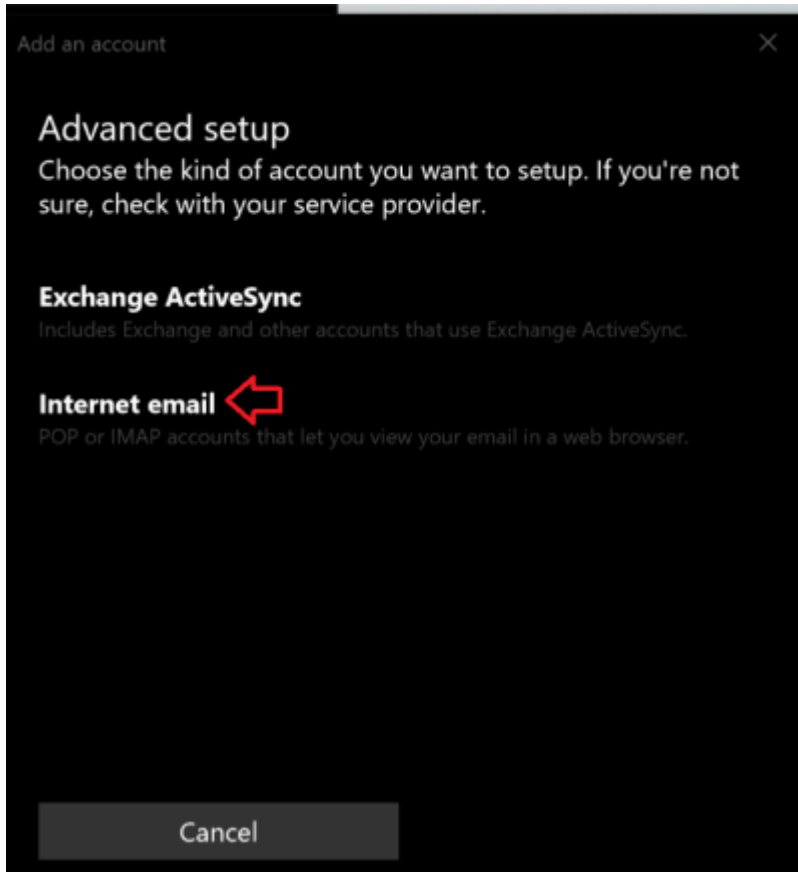 Add an account
Advanced setup
Choose the kind of account you want to setup. If you're not
sure, check with your service provider.
Exchange ActiveSync
Includes Exchange and other accounts that use Exchange ActiveSync.
Internet email
POP or IMAP accounts that let you view your email in a web browser.
Cancel